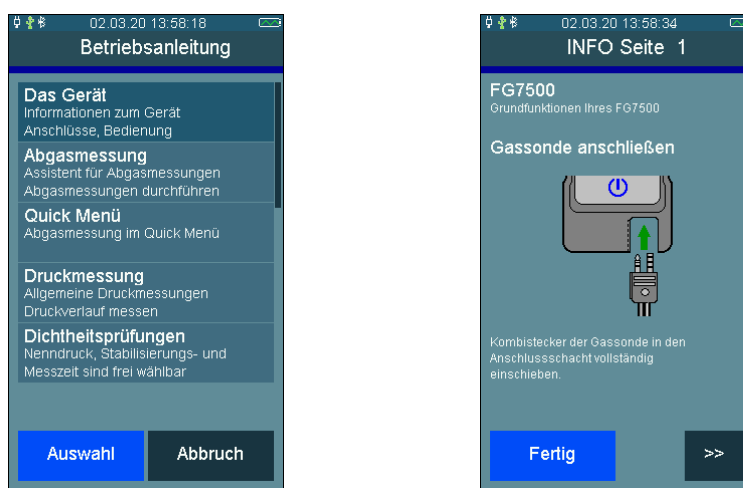 02.03.20 13:58:18
Betriebsanleitung
Das Gerät
Informationen zum Gerät
Anschlüsse, Bedienung
Abgasmessung
Assistent für Abgasmessungen
Abgasmessungen durchführen
Quick Menü
Abgasmessung im Quick Menü
Druckmessung
Allgemeine Druckmessungen
Druckverlauf messen
Dichtheitsprüfungen
Nenndruck, Stabilisierungs- und
Messzeit sind frei wählbar
Auswahl
Abbruch
02.03.20 13:58:34
INFO Seite 1
FG7500
Grundfunktionen Ihres FG7500
Gassonde anschließen
Kombistecker der Gassonde in den
Anschlussschacht vollständig
einschieben.
Fertig
>>